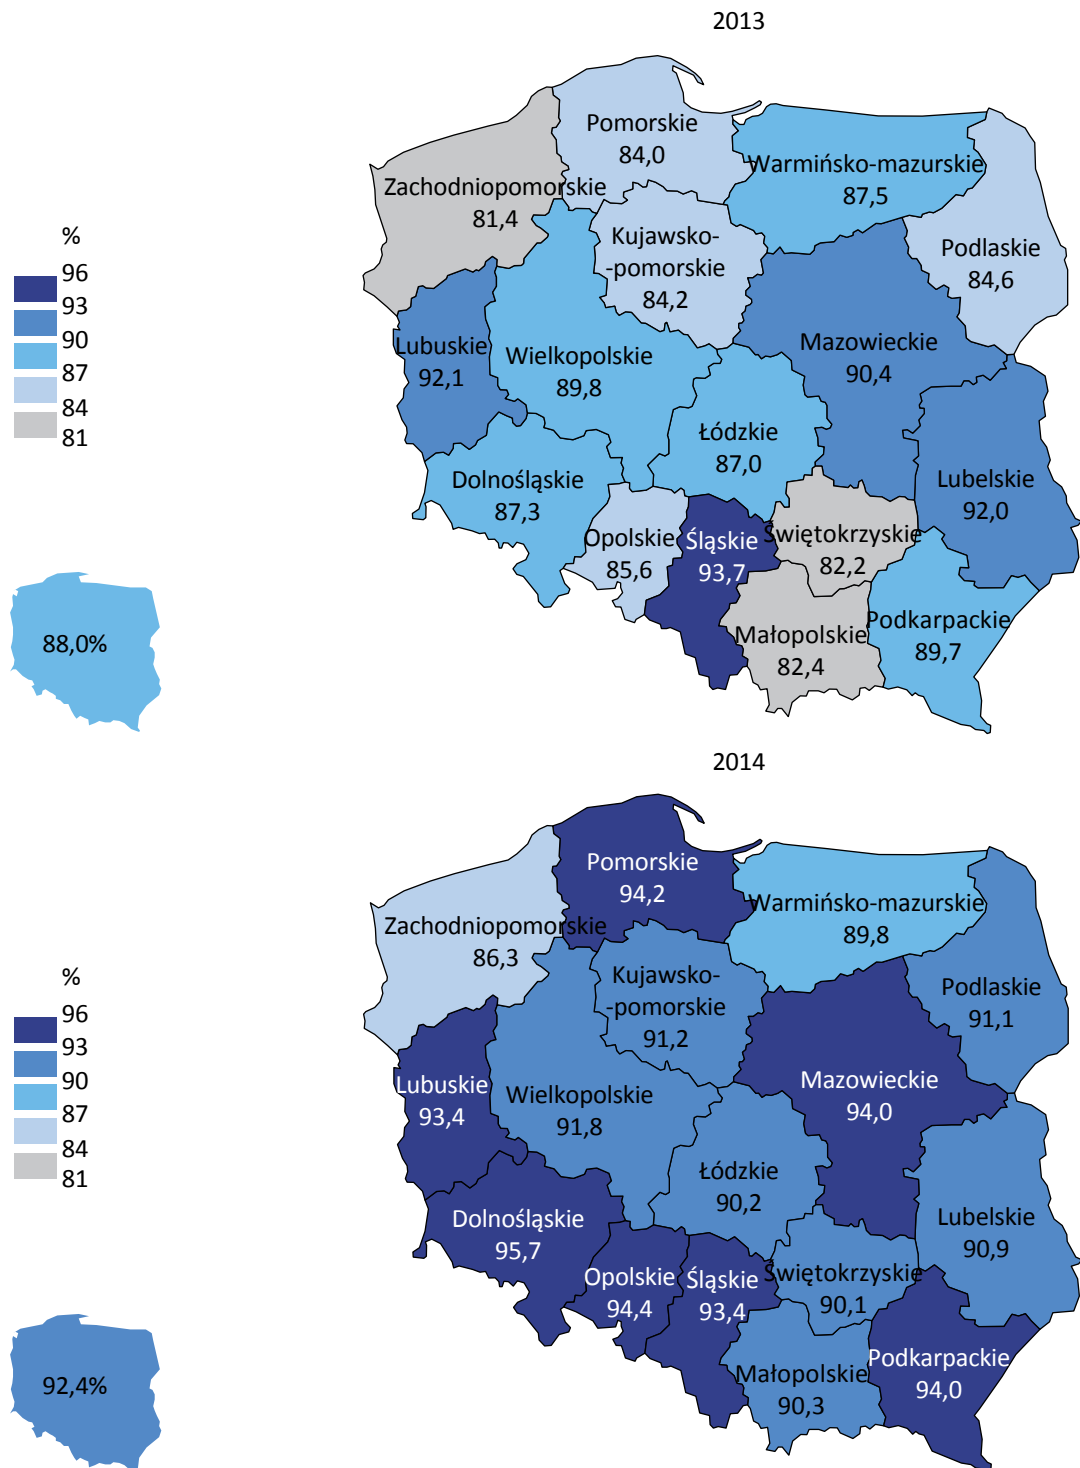 2013
Pomorskie
84,0
Warmińsko-mazurskie
87,5
Zachodniopomorskie
81,4
Kujawsko-
-pomorskie
84,2
Podlaskie
84,6
%
96
93
90
87
84
81
Lubuskie
92,1
Wielkopolskie
89,8
Mazowieckie
90,4
Łódzkie
87,0
Dolnośląskie
87,3
Lubelskie
92,0
Opolskie
85,6
Śląskie
93,7
Świętokrzyskie
82,2
Małopolskie
82,4
Podkarpackie
89,7
88,0%
2014
Pomorskie
94,2
Warmińsko-mazurskie
89,8
Zachodniopomorskie
86,3
Kujawsko-
-pomorskie
91,2
Podlaskie
91,1
%
96
93
90
87
84
81
Lubuskie
93,4
Wielkopolskie
91,8
Mazowieckie
94,0
Łódzkie
90,2
Dolnośląskie
95,7
Lubelskie
90,9
Opolskie
94,4
Śląskie
93,4
Świętokrzyskie
90,1
Małopolskie
90,3
Podkarpackie
94,0
92,4%